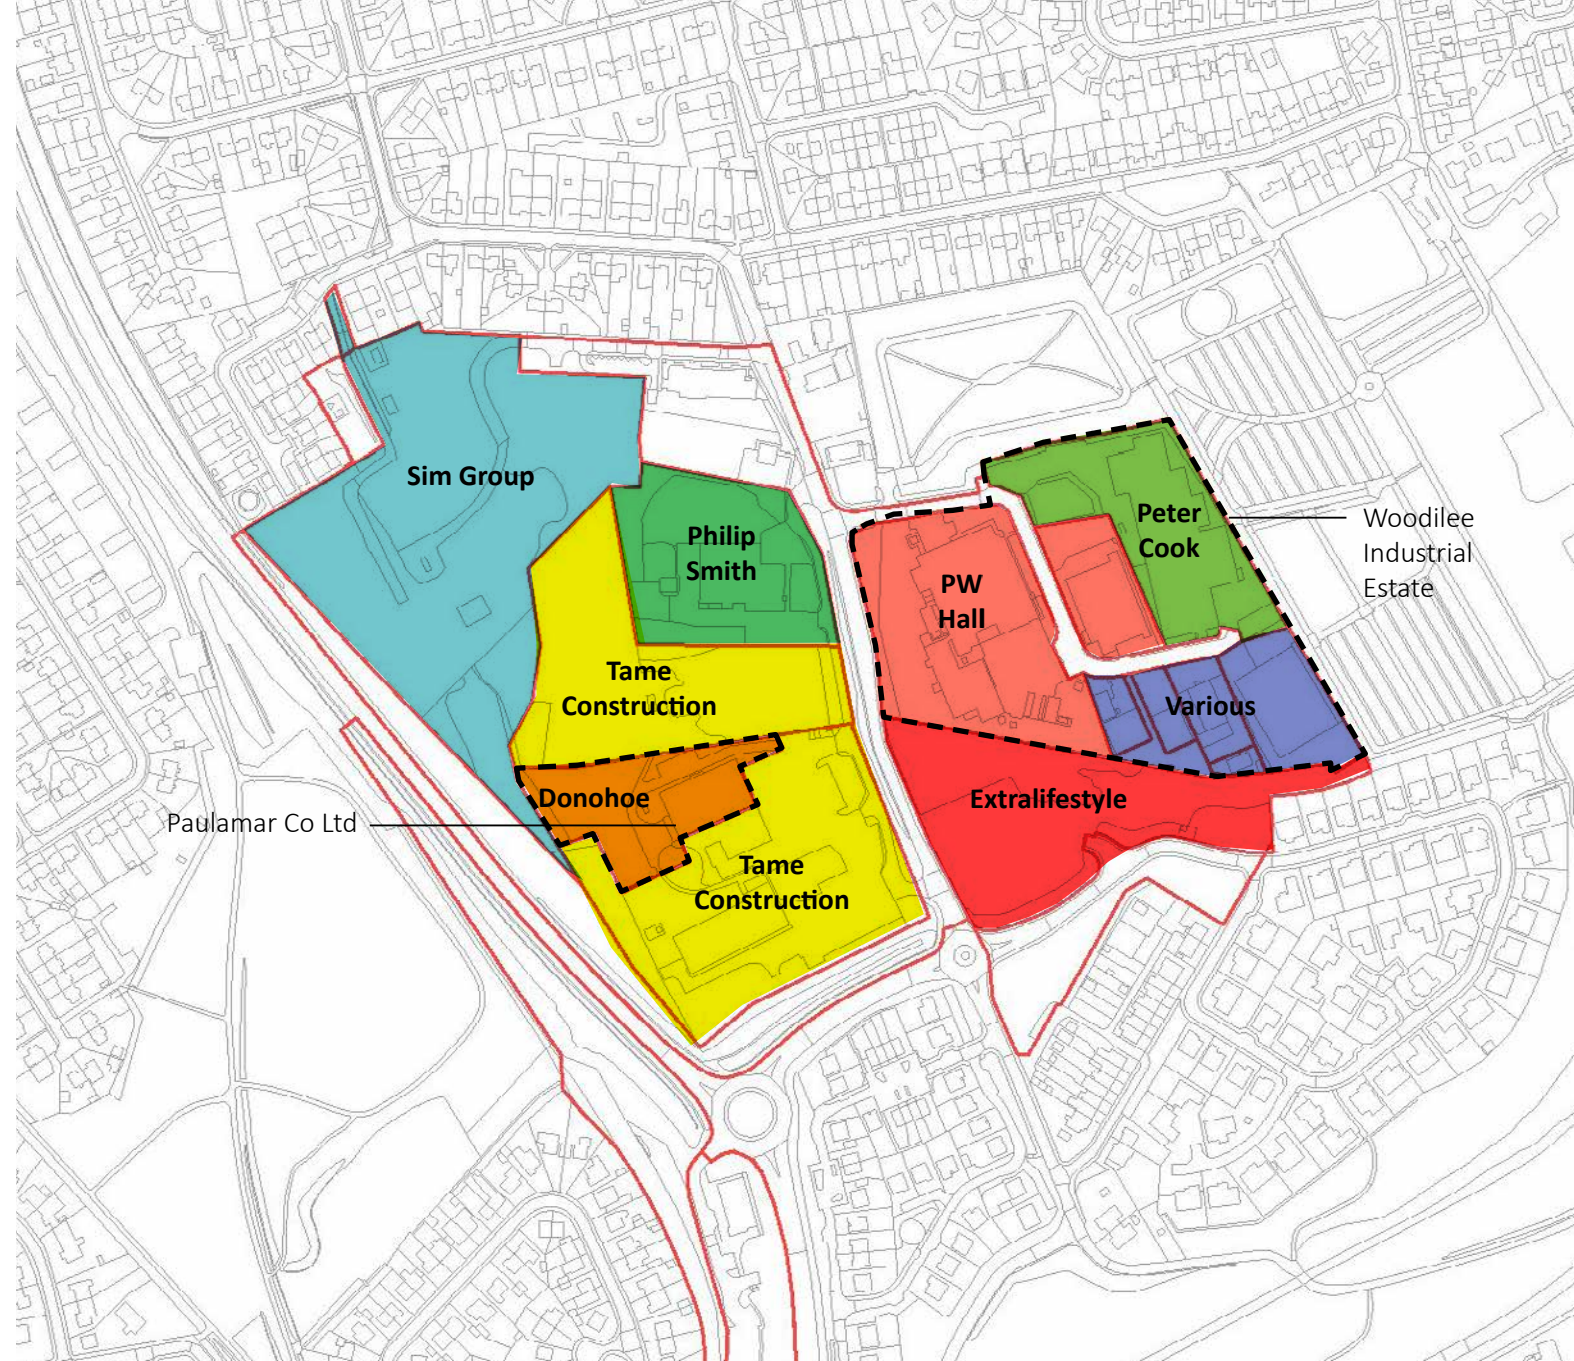 Sim Group
Philip
Smith
Peter
Cook
Woodilee
Industrial
Estate
PW
Hall
Tame
Construction
Various
Donohoe
Extralifestyle
Paulamar Co Ltd
Tame
Construction